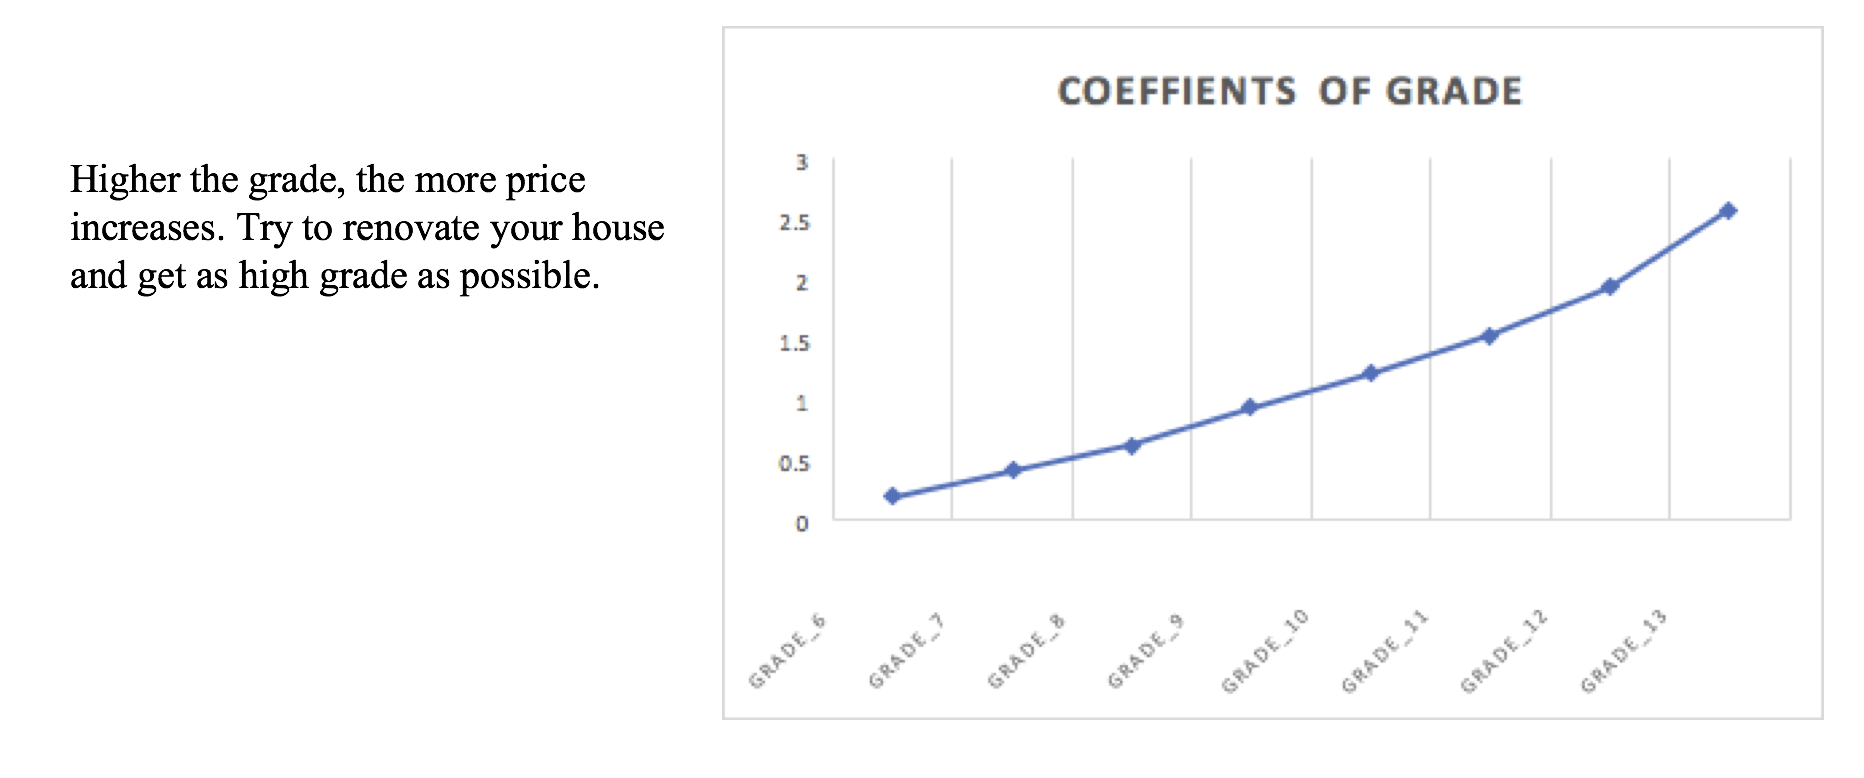 Higher the grade, the more price
increases. Try to renovate your house
and get as high grade as possible.
COEFFIENTS OF GRADE
3
2.5
2
1.5
1
0.5
0
GRADE_6
GRADE_7
GRADE_8
GRADE_9
GRADE_10
GRADE_11
GRADE_12
GRADE_13